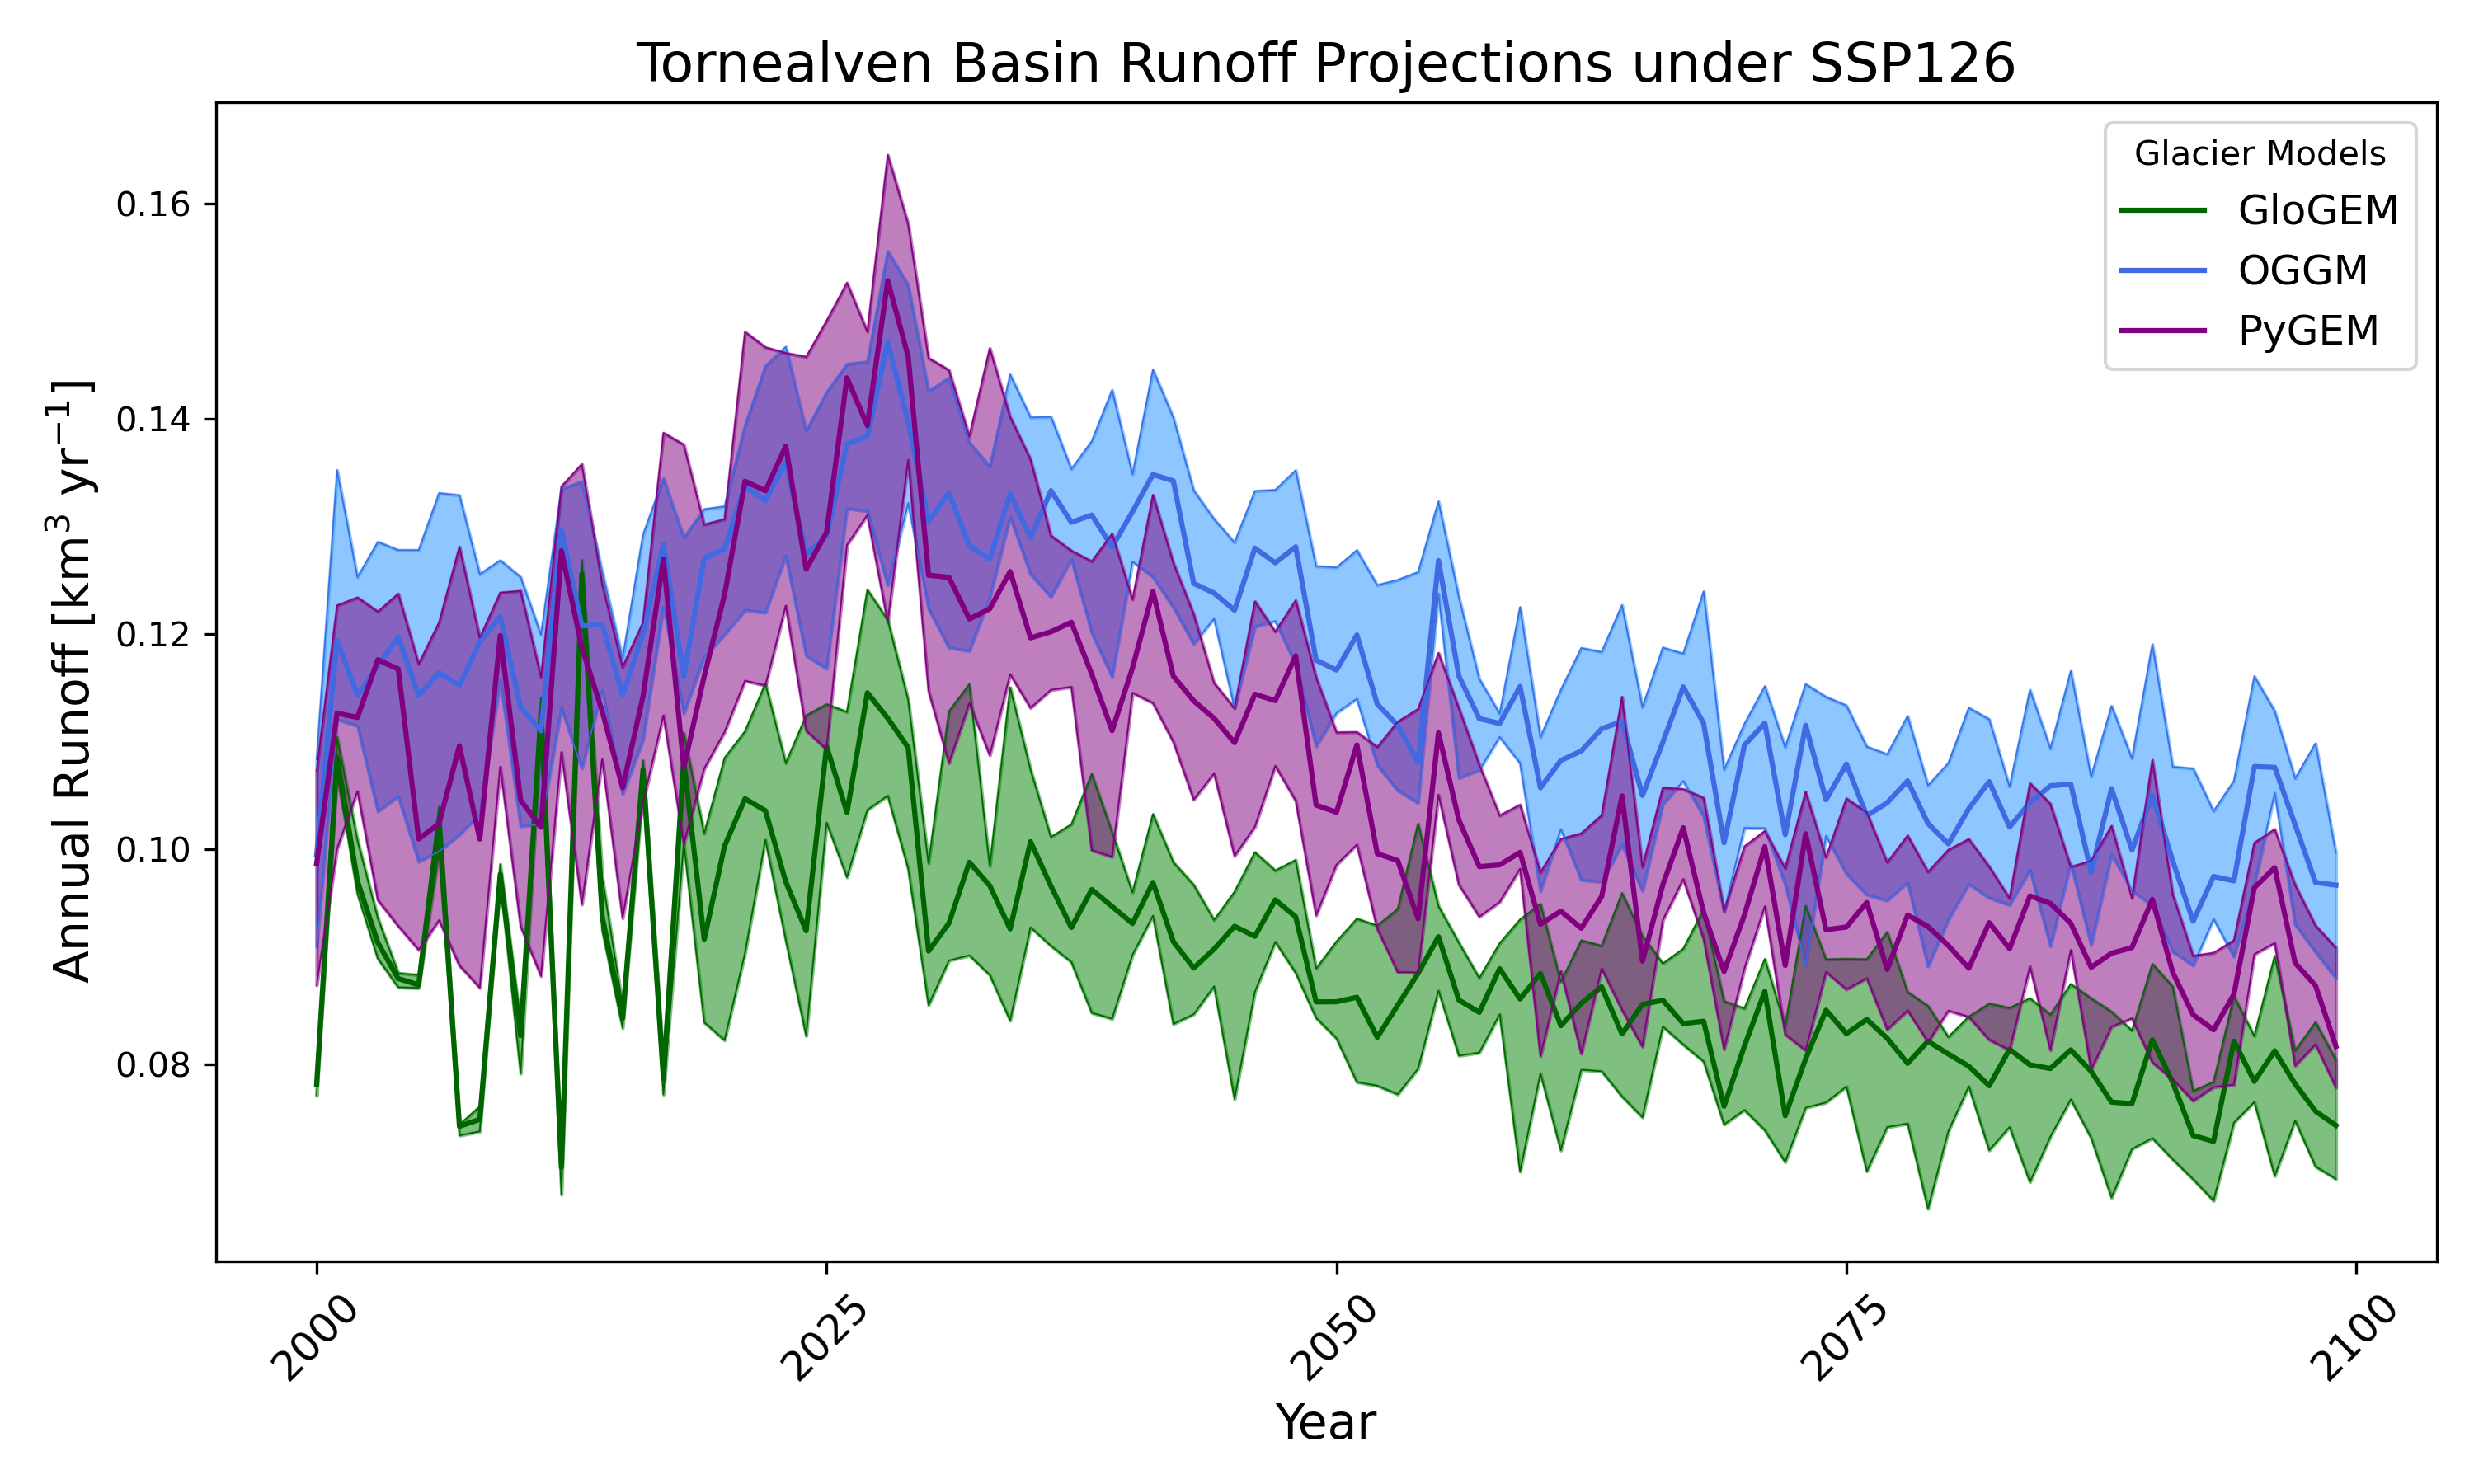 Tornealven Basin Runoff Projections under SSP126
Glacier Models
GloGEM
OGGM
PyGEM
Annual Runoff [km³ yr⁻¹]
0.16
0.14
0.12
0.10
0.08
2000
2025
2050
2075
2100
Year